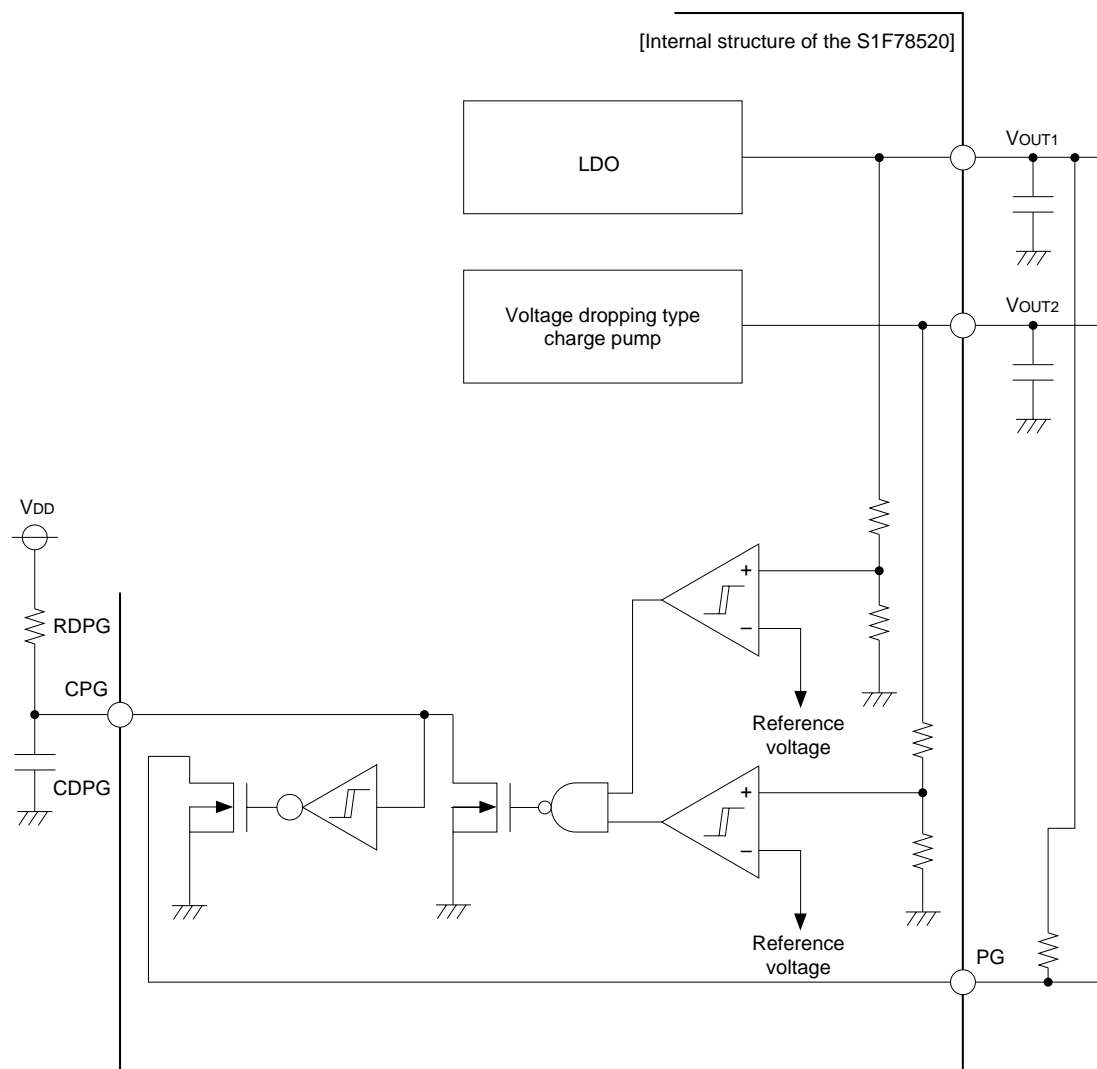 [Internal structure of the S1F78520]
LDO
VOUT1
Voltage dropping type
charge pump
VOUT2
VDD
RDPG
CPG
CDPG
+
−
Reference
voltage
+
−
Reference
voltage
PG